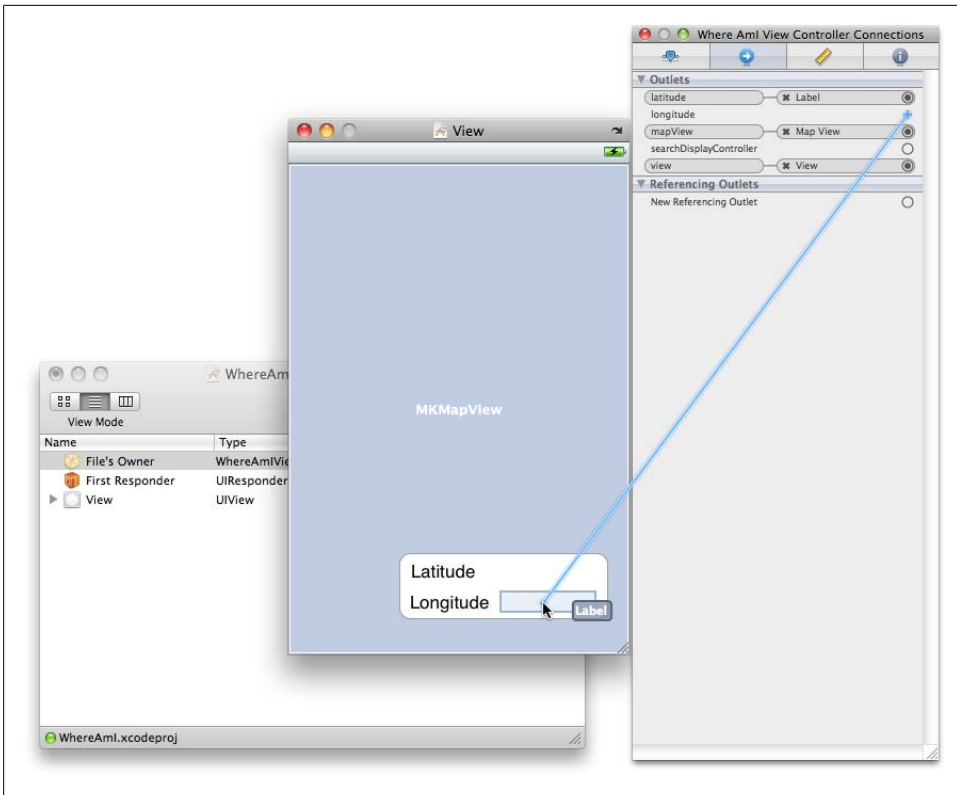 Where AmI View Controller Connections
Outlets
latitude
Label
longitude
mapView
Map View
searchDisplayController
view
View
Referencing Outlets
New Referencing Outlet
View
MKMapView
Latitude
Longitude
Label
WhereAm
View Mode
Name
Type
File's Owner
WhereAmIVie
First Responder
UIResponder
View
UIView
WhereAmI.xcodeproj